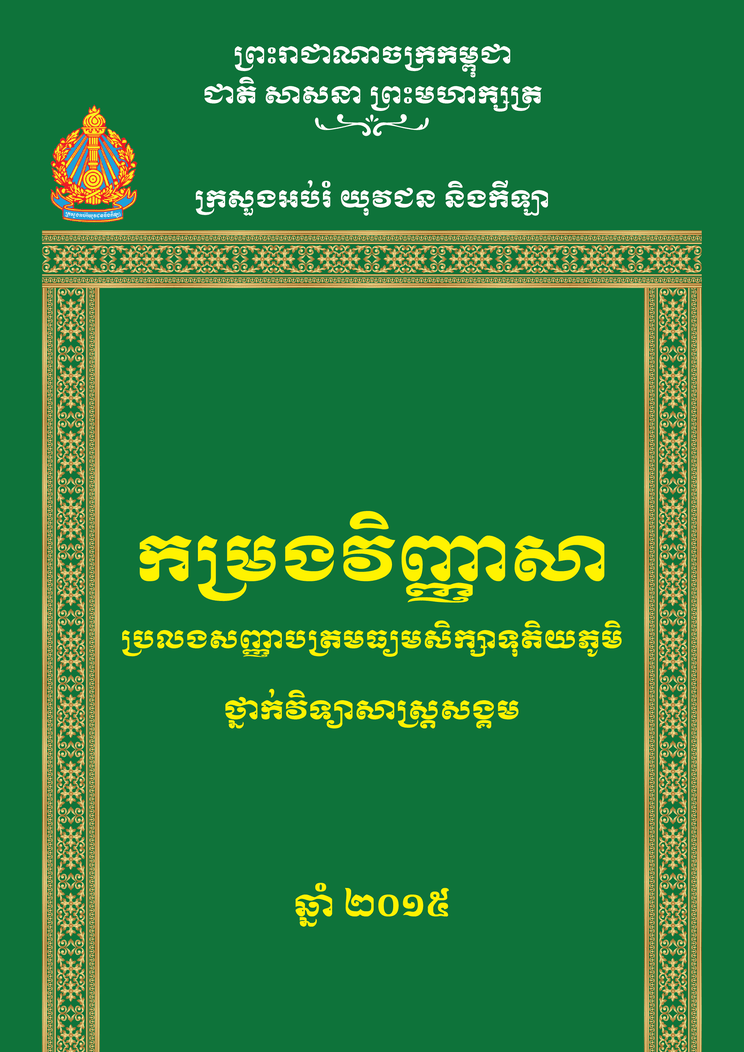 ព្រះរាជាណាចក្រកម្ពុជា
ជាតិ សាសនា ព្រះមហាក្សត្រ
ក្រសួងអប់រំ យុវជន និងកីឡា
កម្រងវិញ្ញាសា
ប្រលងសញ្ញាបត្រមធ្យមសិក្សាទុតិយភូមិ
ថ្នាក់វិទ្យាសាស្ត្រសង្គម
ឆ្នាំ ២០១៥